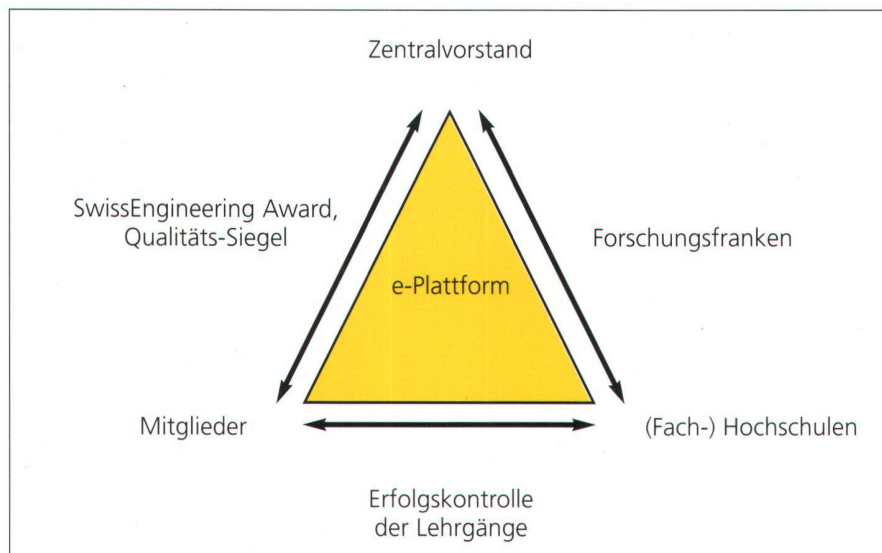 Zentralvorstand
SwissEngineering Award,
Qualitäts-Siegel
Forschungsfranken
e-Plattform
Mitglieder
(Fach-) Hochschulen
Erfolgskontrolle
der Lehrgänge